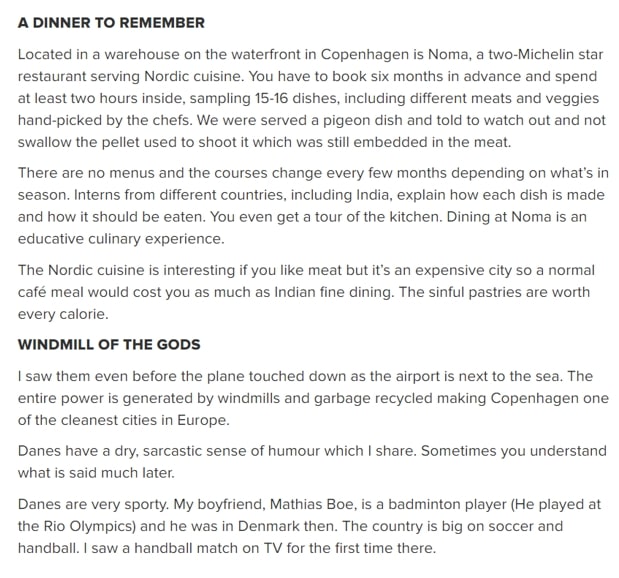 A DINNER TO REMEMBER
Located in a warehouse on the waterfront in Copenhagen is Noma, a two-Michelin star
restaurant serving Nordic cuisine. You have to book six months in advance and spend
at least two hours inside, sampling 15-16 dishes, including different meats and veggies
hand-picked by the chefs. We were served a pigeon dish and told to watch out and not
swallow the pellet used to shoot it which was still embedded in the meat.
There are no menus and the courses change every few months depending on what's in
season. Interns from different countries, including India, explain how each dish is made
and how it should be eaten. You even get a tour of the kitchen. Dining at Noma is an
educative culinary experience.
The Nordic cuisine is interesting if you like meat but it's an expensive city so a normal
café meal would cost you as much as Indian fine dining. The sinful pastries are worth
every calorie.
WINDMILL OF THE GODS
I saw them even before the plane touched down as the airport is next to the sea. The
entire power is generated by windmills and garbage recycled making Copenhagen one
of the cleanest cities in Europe.
Danes have a dry, sarcastic sense of humour which I share. Sometimes you understand
what is said much later.
Danes are very sporty. My boyfriend, Mathias Boe, is a badminton player (He played at
the Rio Olympics) and he was in Denmark then. The country is big on soccer and
handball. I saw a handball match on TV for the first time there.